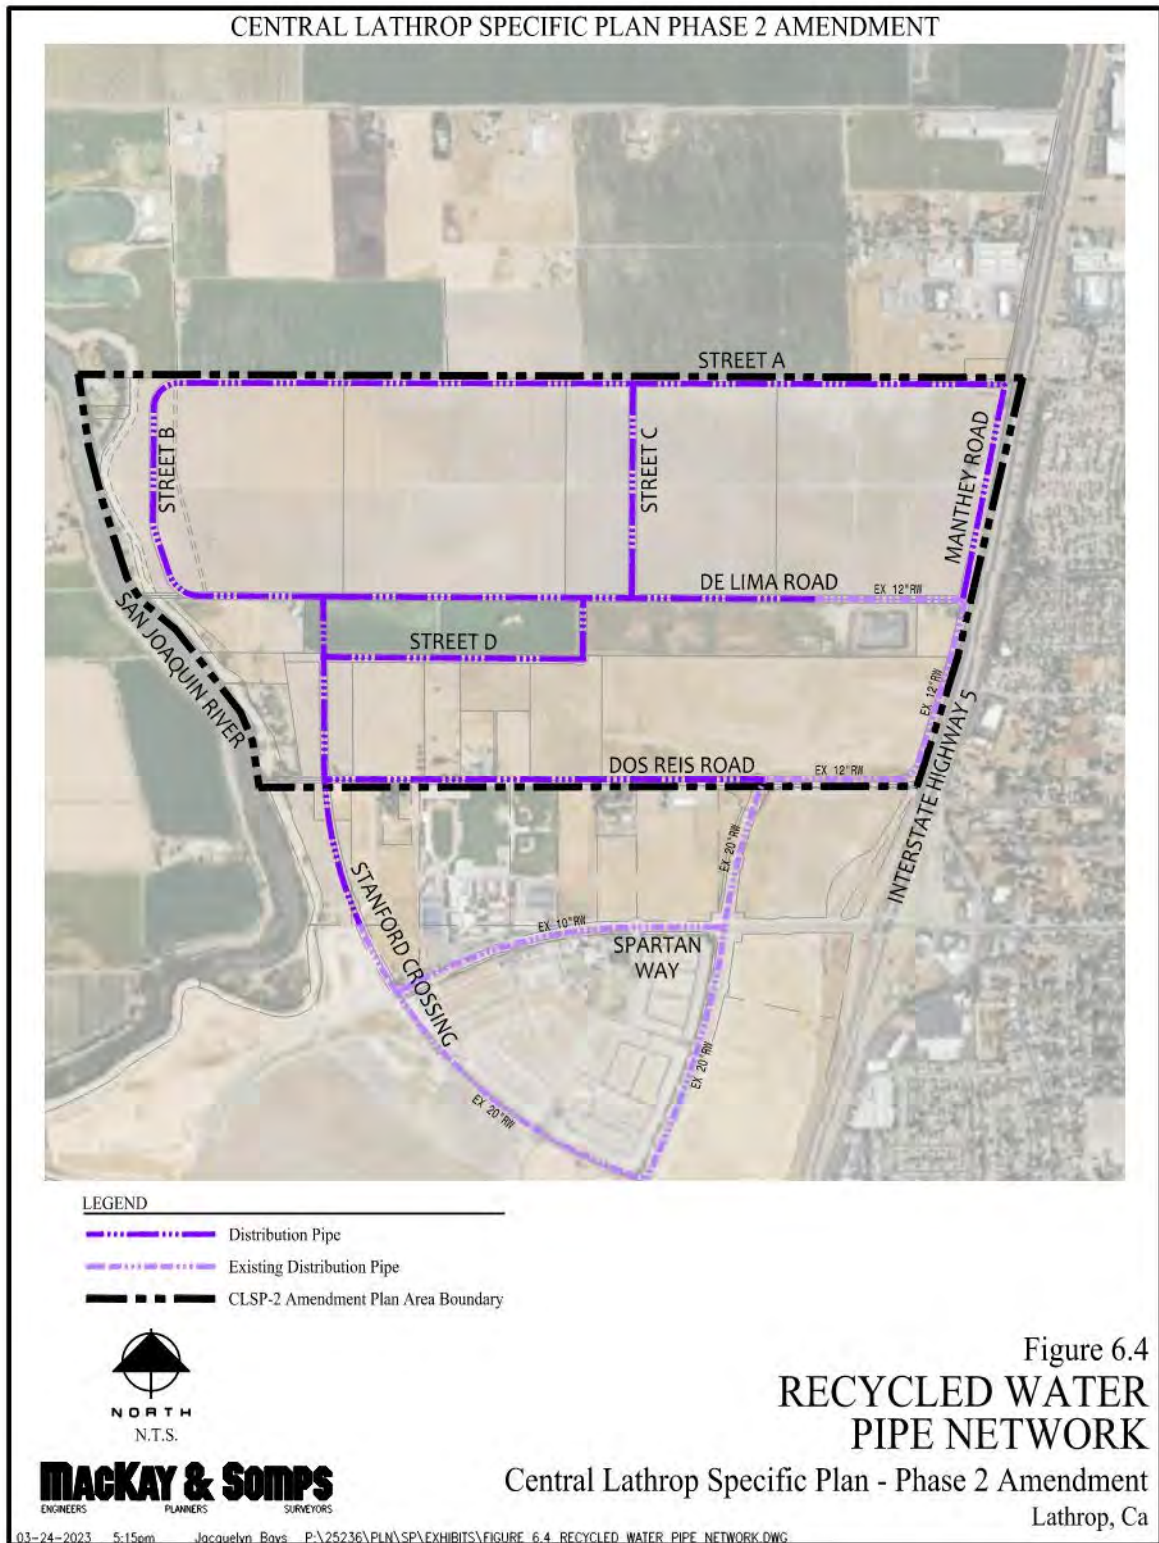 CENTRAL LATHROP SPECIFIC PLAN PHASE 2 AMENDMENT
STREET A
STREET B
STREET C
MANTHEY ROAD
DE LIMA ROAD
EX 12"RW
STREET D
SAN JOAQUIN RIVER
EX 12"RW
DOS REIS ROAD
EX 12"RW
INTERSTATE HIGHWAY 5
EX 20"RW
STANFORD CROSSING
EX 10"RW
SPARTAN
WAY
EX 20"RW
EX 20"RW
LEGEND
Distribution Pipe
Existing Distribution Pipe
CLSP-2 Amendment Plan Area Boundary
NORTH
N.T.S.
Figure 6.4
RECYCLED WATER
PIPE NETWORK
Central Lathrop Specific Plan - Phase 2 Amendment
Lathrop, Ca
MACKAY & SOMPS
ENGINEERS PLANNERS SURVEYORS
03-24-2023 5:15pm Jacquelyn Bays P:\25236\PLN\SP\EXHIBITS\FIGURE 6.4 RECYCLED WATER PIPE NETWORK.DWG